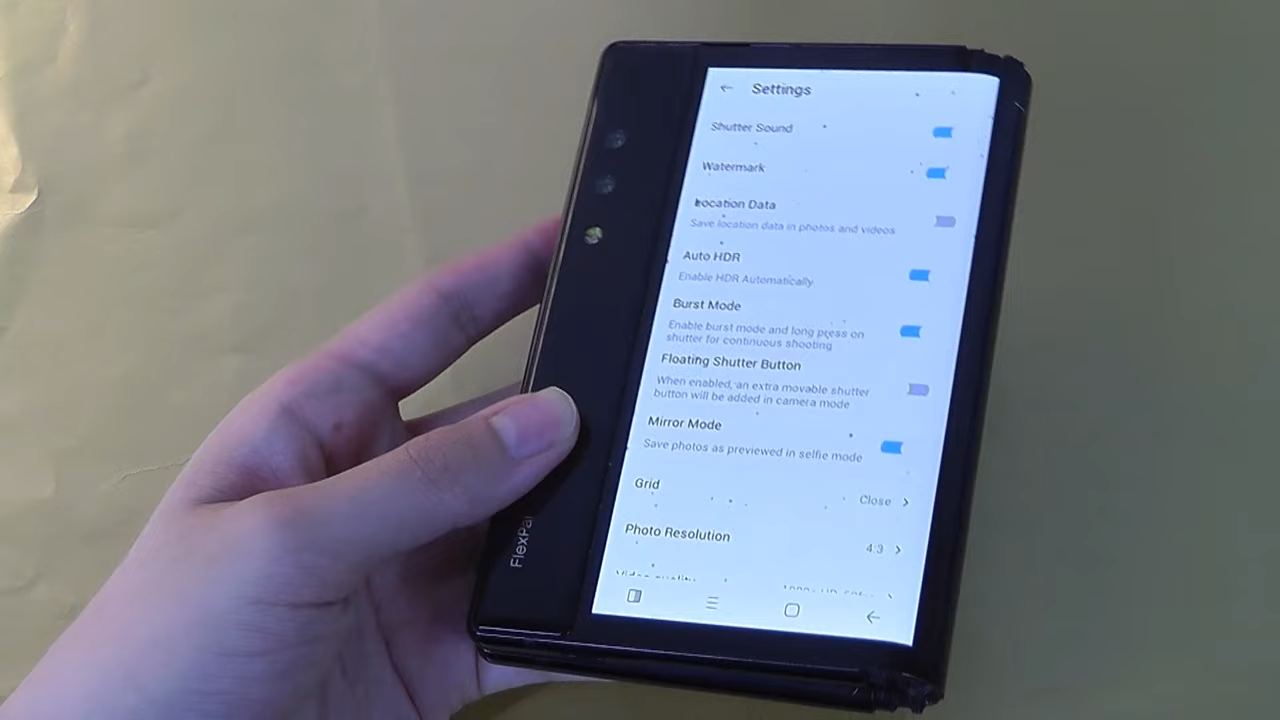 Settings
Shutter Sound
Watermark
Location Data
Save location data in photos and videos
Auto HDR
Enable HDR Automatically
Burst Mode
Enable burst mode and long press on
shutter for continuous shooting
Floating Shutter Button
When enabled, an extra movable shutter
button will be added in camera mode
Mirror Mode
Save photos as previewed in selfie mode
Grid
Close
Photo Resolution
4:3
FlexPai